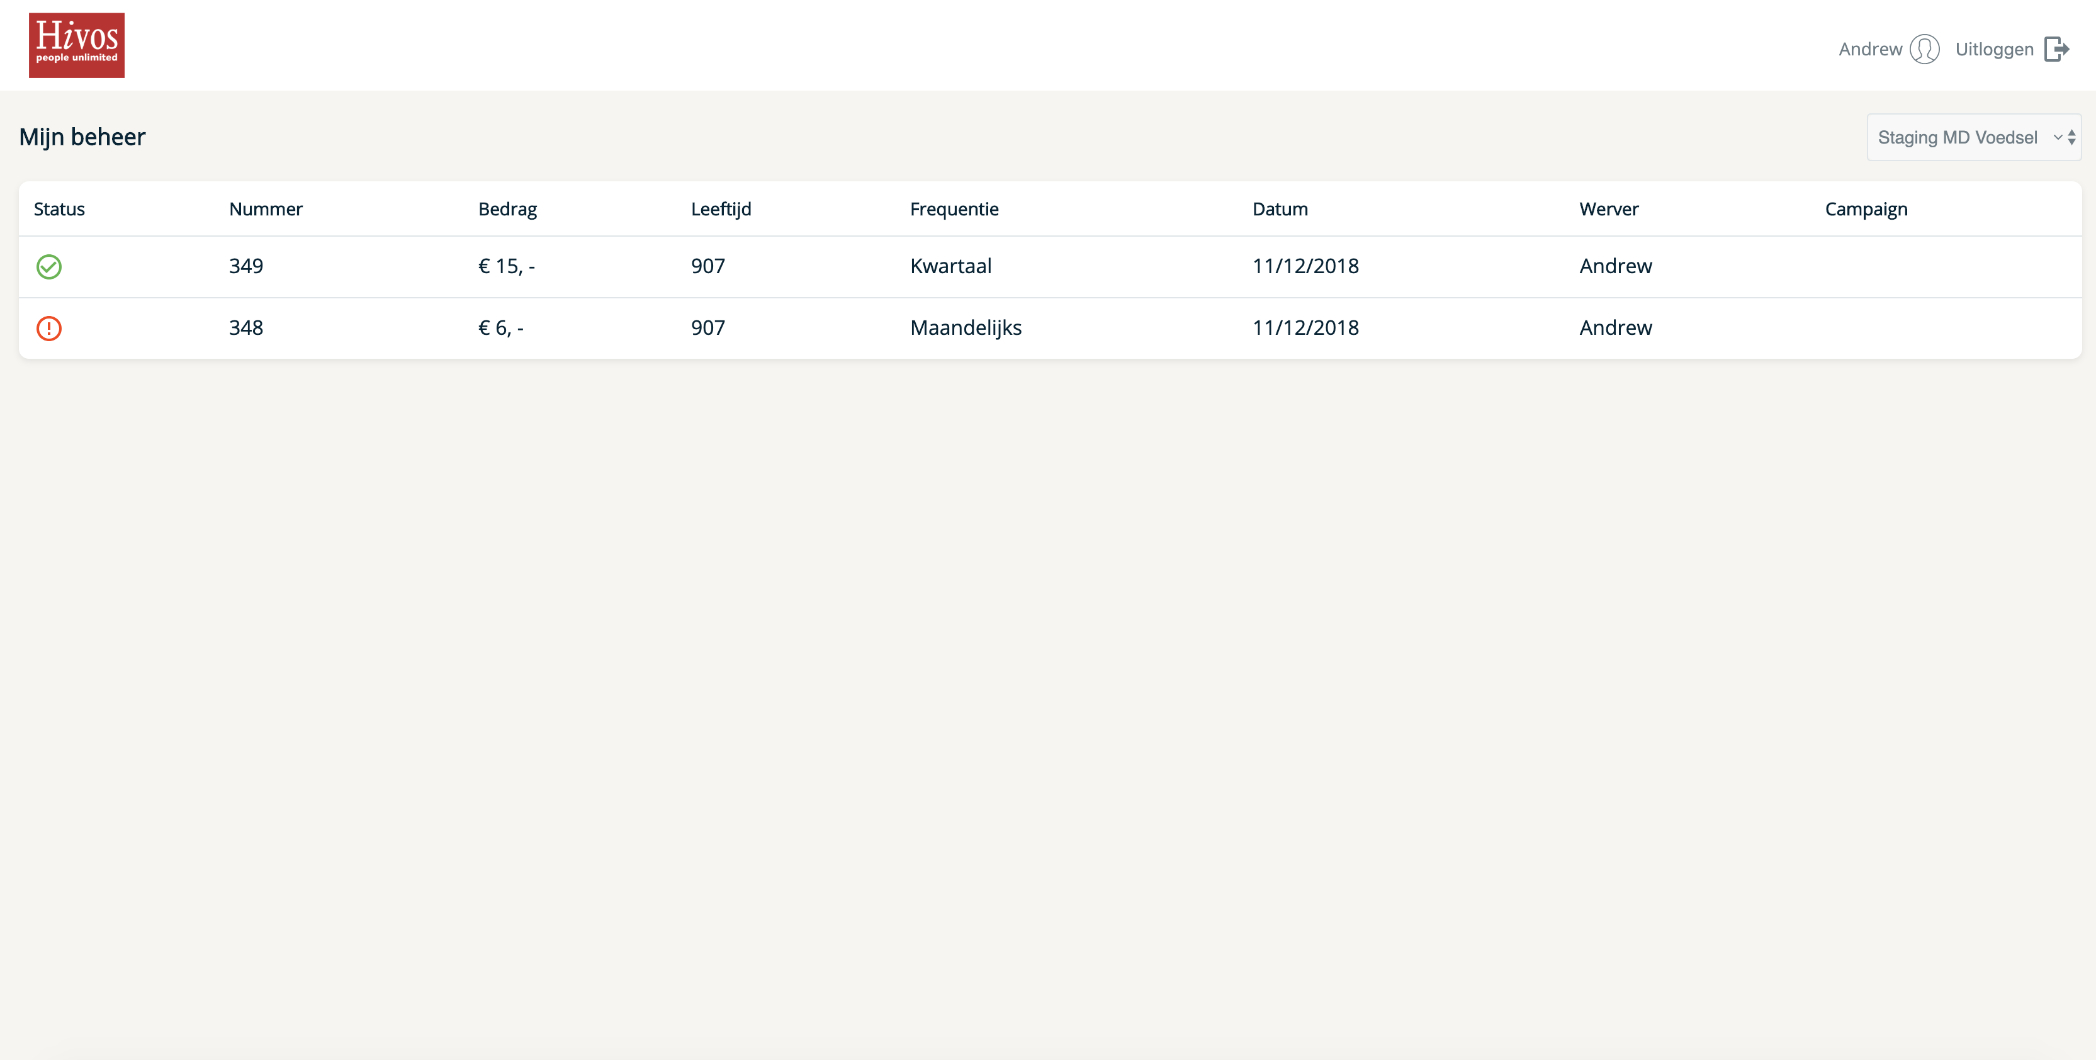 Hivos
people unlimited
Andrew Uitloggen
Mijn beheer
Staging MD Voedsel
Status Nummer Bedrag Leeftijd Frequentie Datum Werver Campaign
349 € 15, - 907 Kwartaal 11/12/2018 Andrew
348 € 6, - 907 Maandelijks 11/12/2018 Andrew